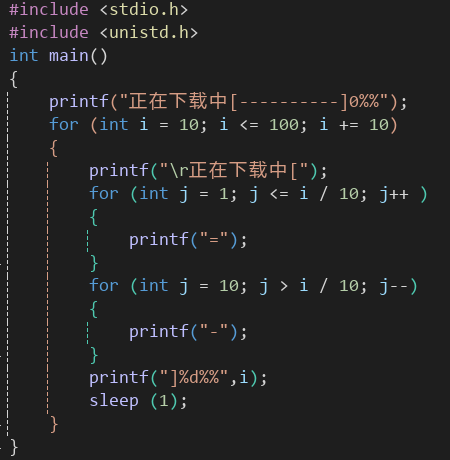 #include <stdio.h>
#include <unistd.h>
int main()
{
    printf("正在下载中[----------]0%%");
    for (int i = 10; i <= 100; i += 10)
    {
        printf("\r正在下载中[");
        for (int j = 1; j <= i / 10; j++ )
        {
            printf("=");
        }
        for (int j = 10; j > i / 10; j--)
        {
            printf("-");
        }
        printf("]%d%%",i);
        sleep (1);
    }
}